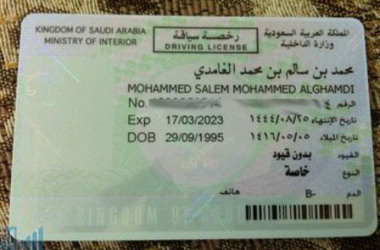 KINGDOM OF SAUDI ARABIA
MINISTRY OF INTERIOR
رخصة سياقة
DRIVING LICENSE
المملكة العربية السعودية
وزارة الداخلية
محمد بن سالم بن محمد الغامدي
MOHAMMED SALEM MOHAMMED ALGHAMDI
No. الرقم
Exp 17/03/2023 ١٤٤٤/٠٨/٢٥ تاريخ الإنتهاء
DOB 29/09/1995 ١٤١٦/٠٥/٠٥ تاريخ الميلاد
القيود بدون قيود
النوع خاصة
الدم B- هاتف